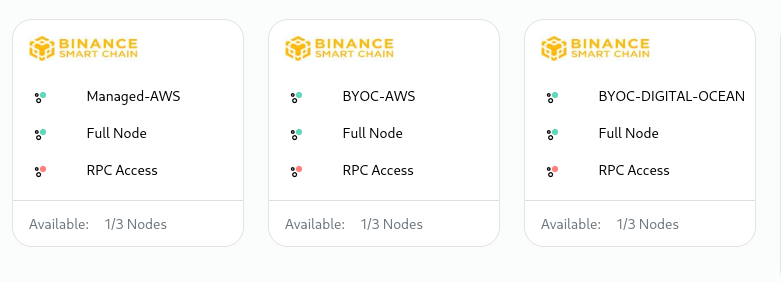 BINANCE
SMART CHAIN
Managed-AWS
Full Node
RPC Access
Available: 1/3 Nodes
BINANCE
SMART CHAIN
BYOC-AWS
Full Node
RPC Access
Available: 1/3 Nodes
BINANCE
SMART CHAIN
BYOC-DIGITAL-OCEAN
Full Node
RPC Access
Available: 1/3 Nodes